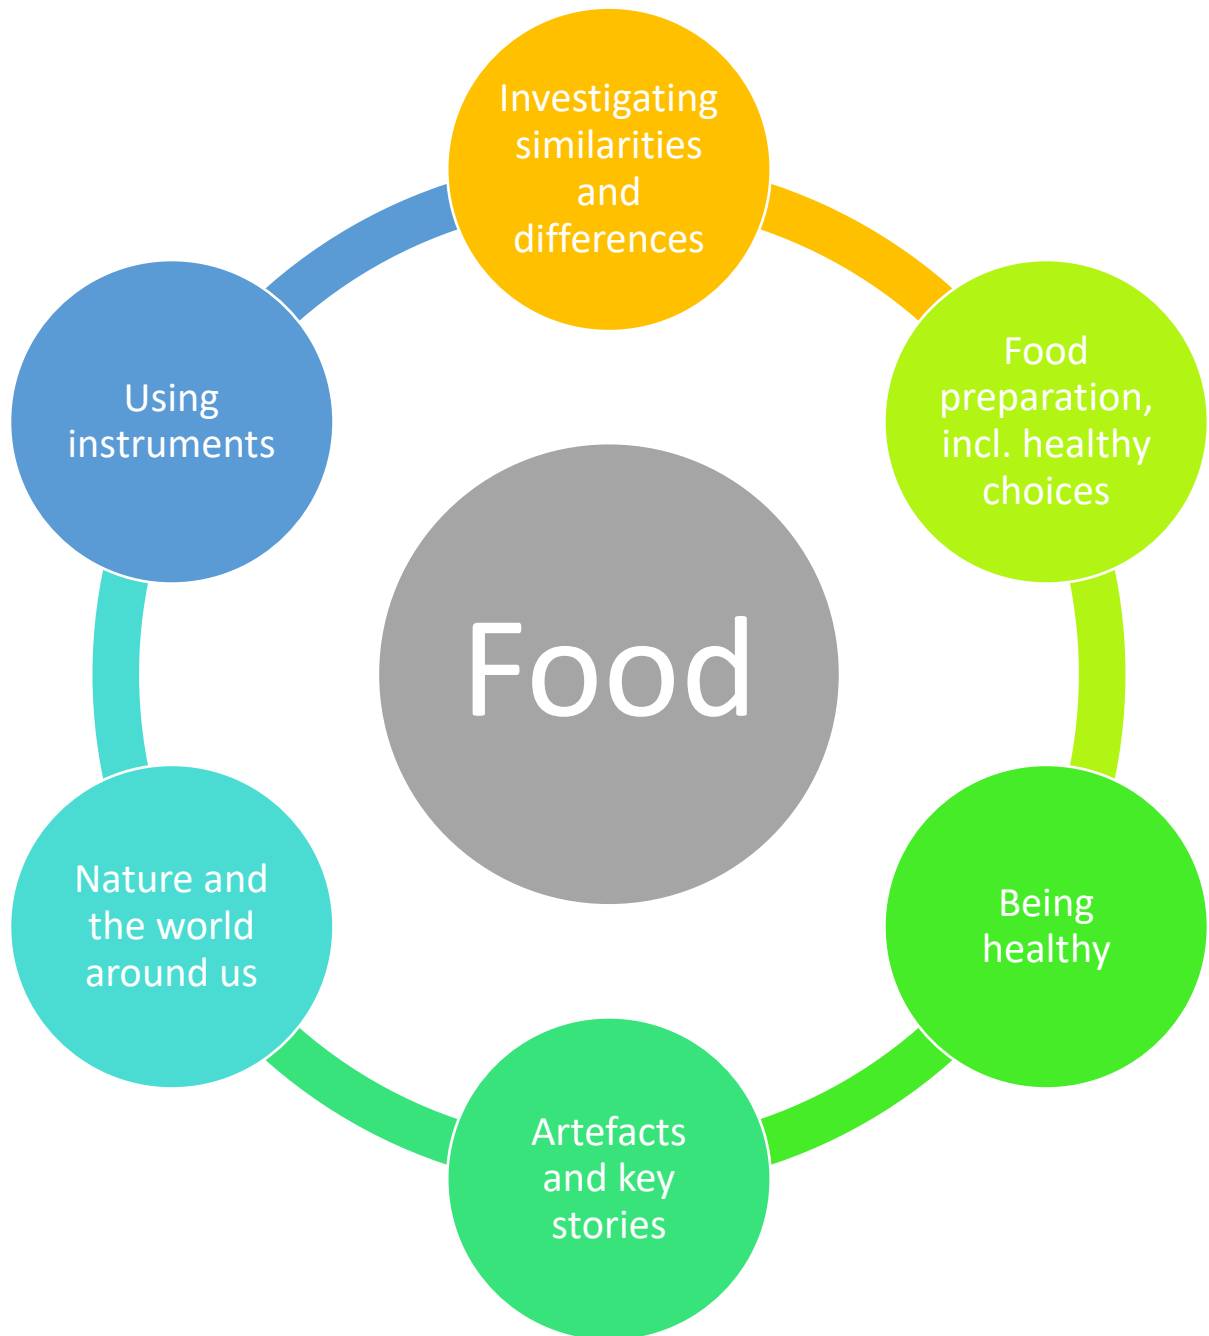 Investigating
similarities
and
differences
Food
preparation,
incl. healthy
choices
Being
healthy
Artefacts
and key
stories
Nature and
the world
around us
Using
instruments
Food